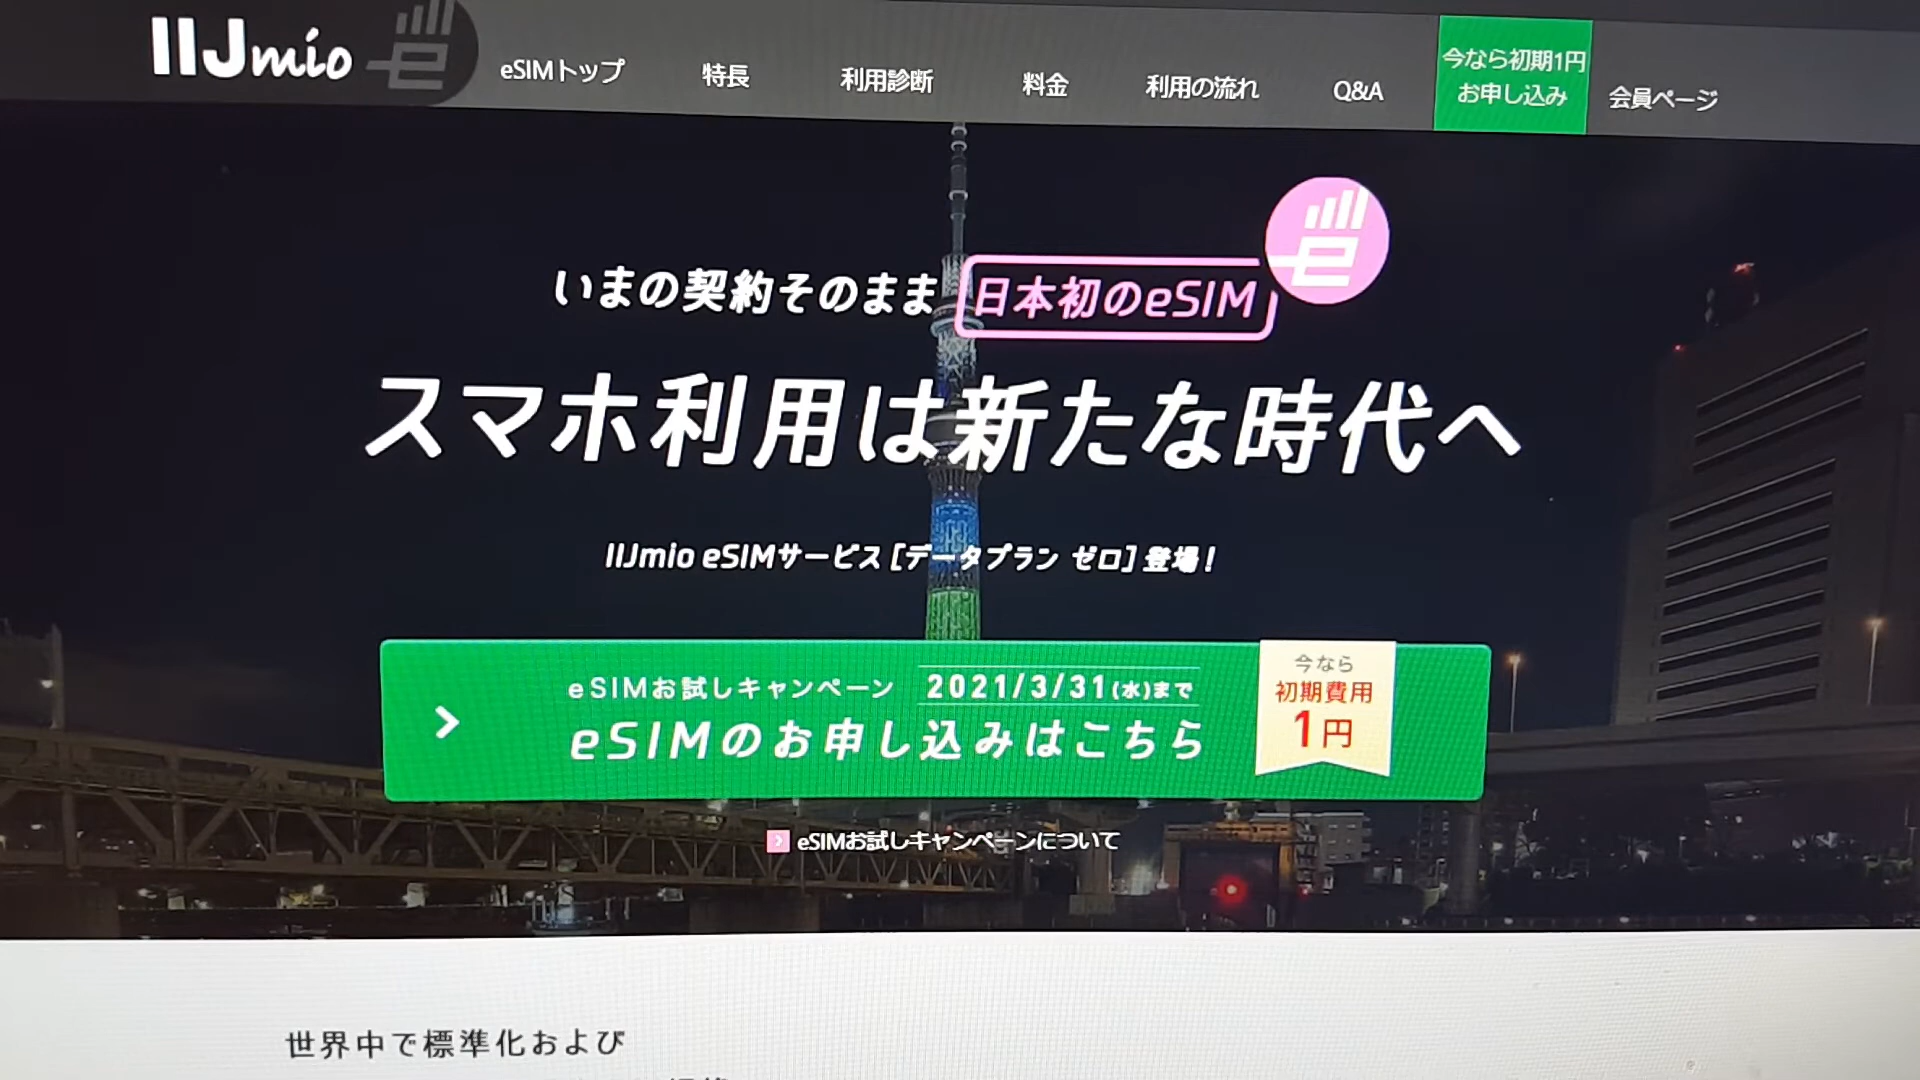 IIJmio
eSIMトップ
特長
利用診断
料金
利用の流れ
Q&A
今なら初期1円
お申し込み
会員ページ
いまの契約そのまま 日本初のeSIM
スマホ利用は新たな時代へ
IIJmio eSIMサービス [データプラン ゼロ] 登場!
eSIMお試しキャンペーン 2021/3/31(水)まで
eSIMのお申し込みはこちら
今なら
初期費用
1円
eSIMお試しキャンペーンについて
世界中で標準化および